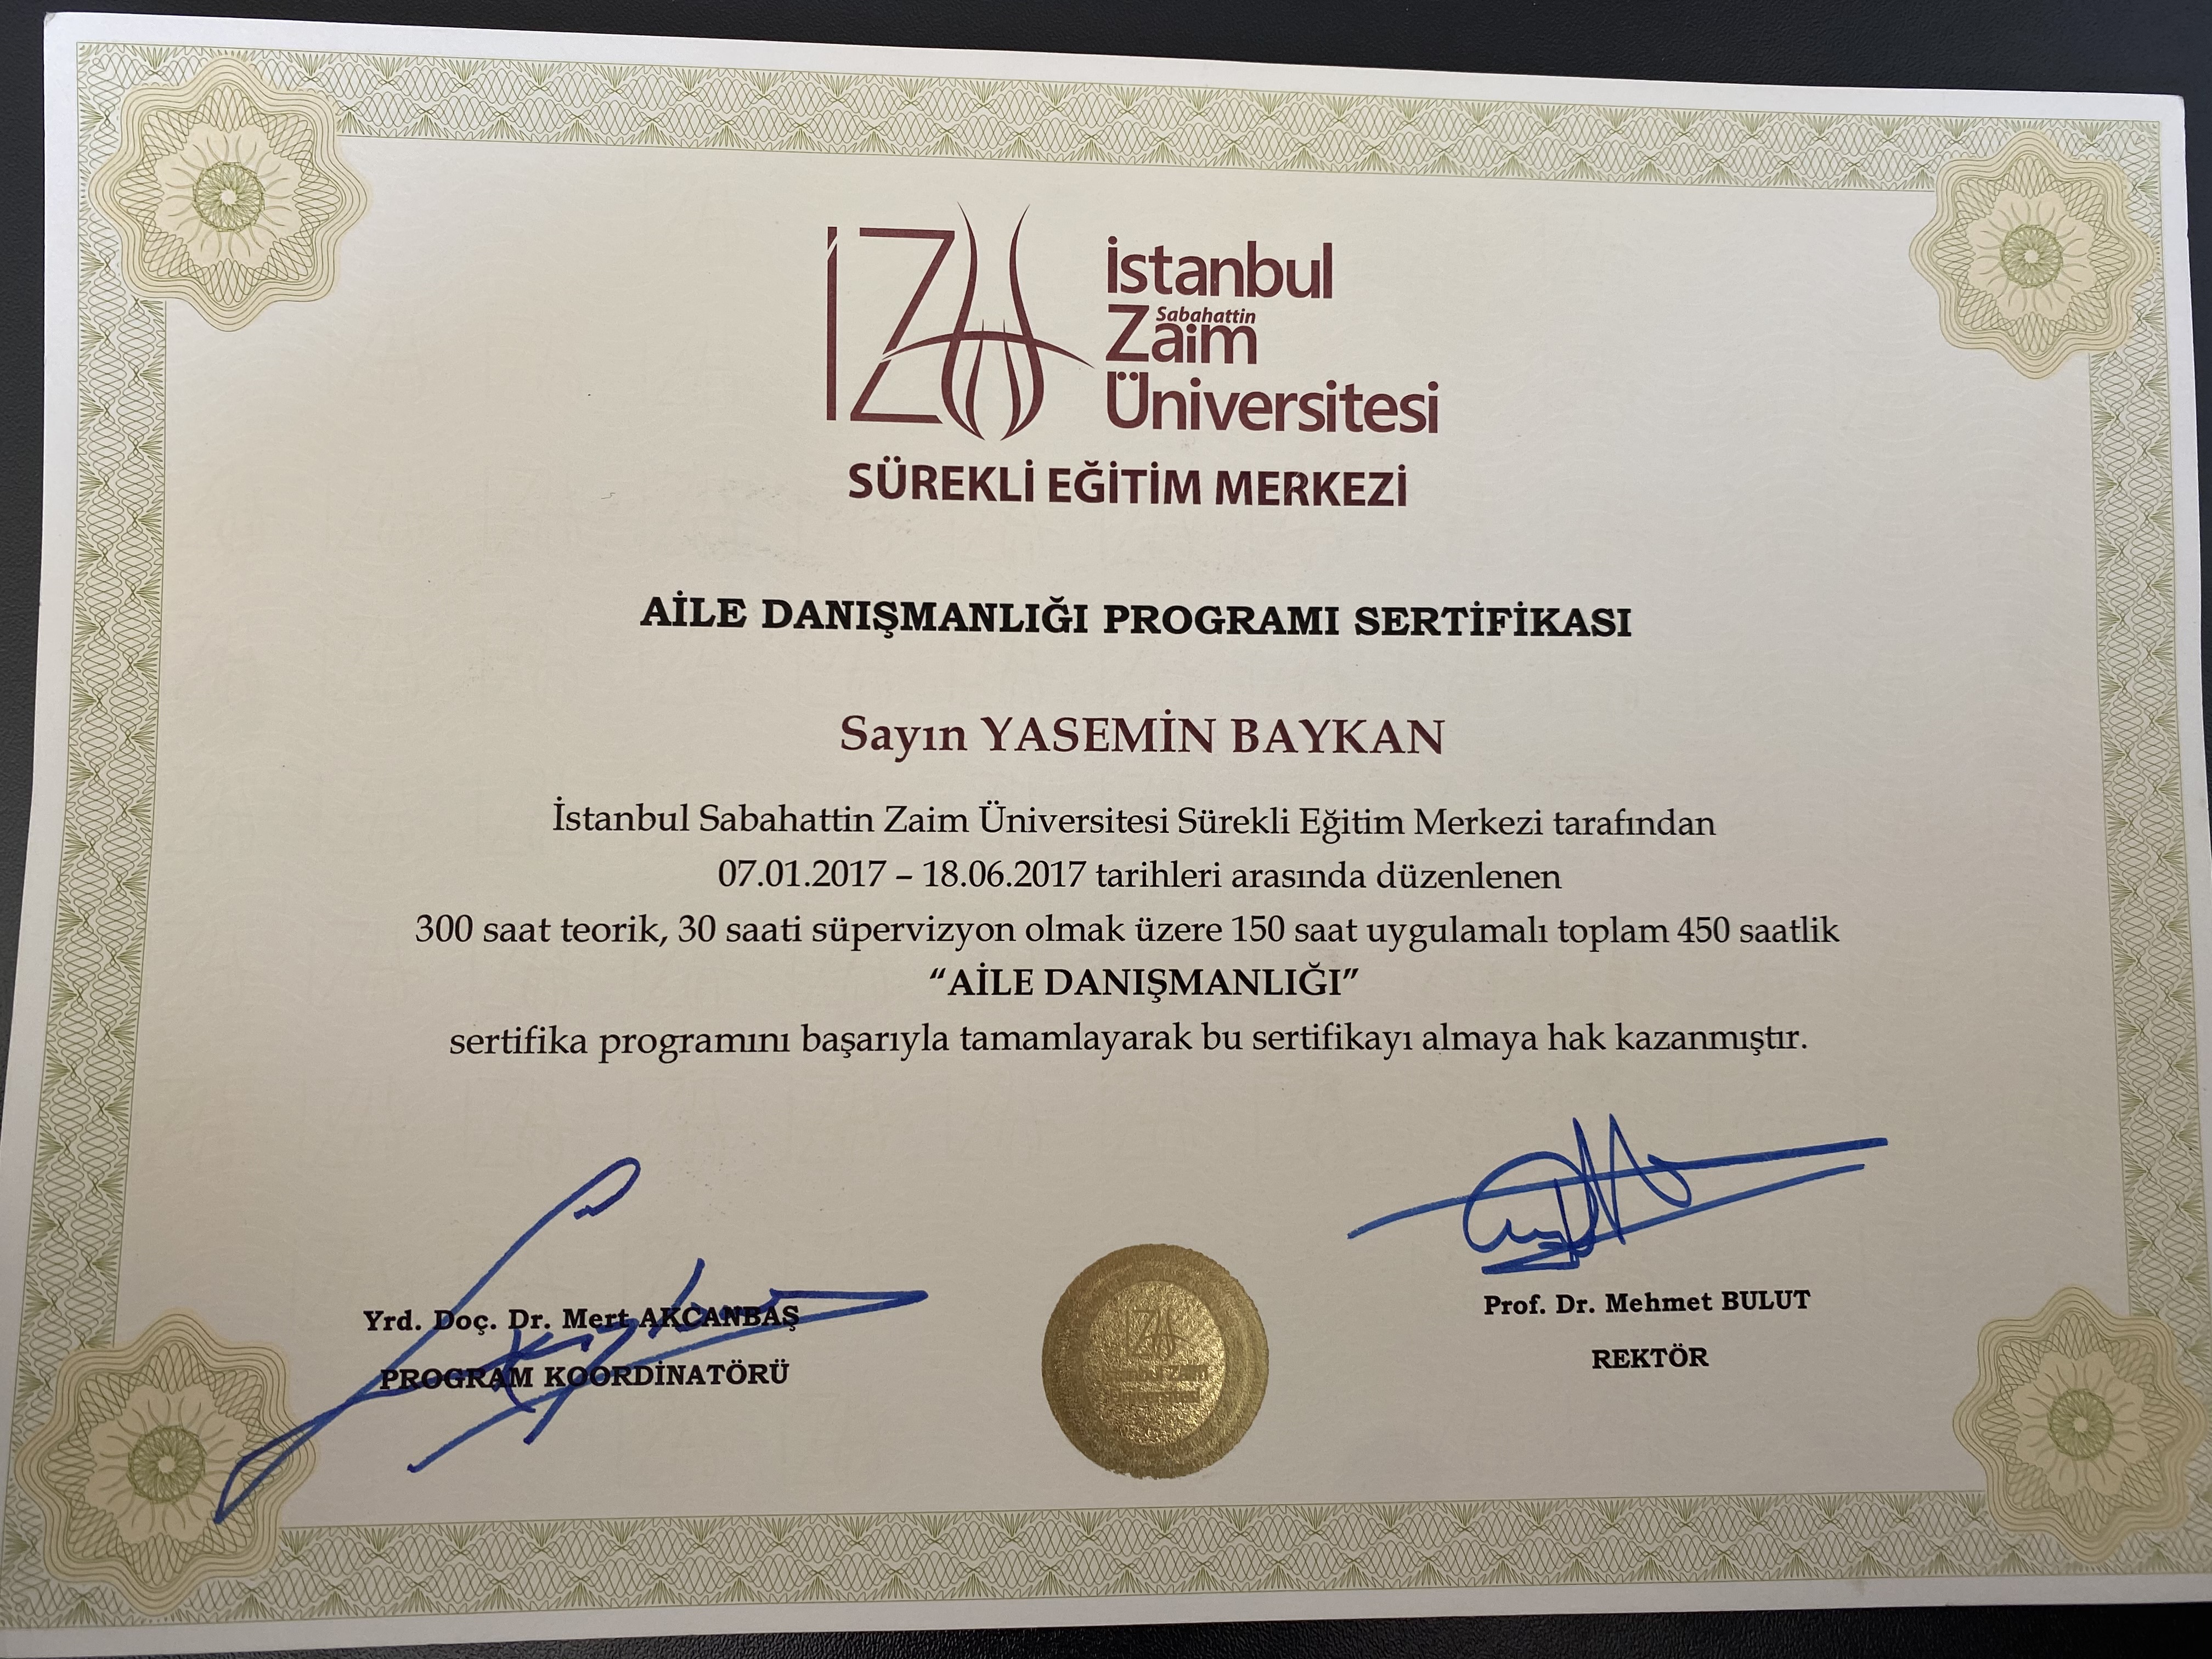 İZÜ
İstanbul
Sabahattin
Zaim
Üniversitesi
SÜREKLİ EĞİTİM MERKEZİ
AİLE DANIŞMANLIĞI PROGRAMI SERTİFİKASI
Sayın YASEMİN BAYKAN
İstanbul Sabahattin Zaim Üniversitesi Sürekli Eğitim Merkezi tarafından
07.01.2017 – 18.06.2017 tarihleri arasında düzenlenen
300 saat teorik, 30 saati süpervizyon olmak üzere 150 saat uygulamalı toplam 450 saatlik
“AİLE DANIŞMANLIĞI”
sertifika programını başarıyla tamamlayarak bu sertifikayı almaya hak kazanmıştır.
Yrd. Doç. Dr. Mert AKCANBAŞ
PROGRAM KOORDİNATÖRÜ
Prof. Dr. Mehmet BULUT
REKTÖR